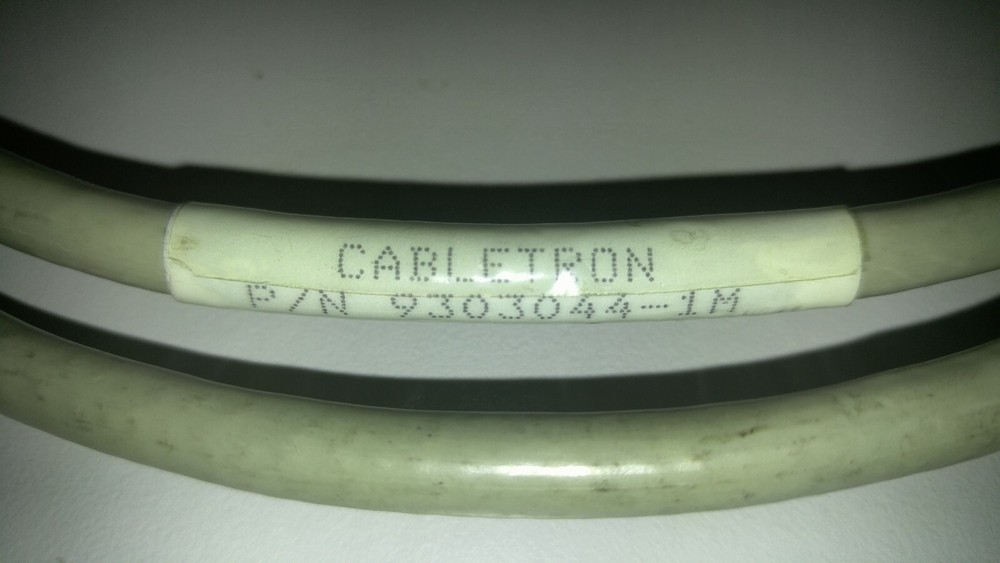 CABLETRON
P/N 9303044-1M